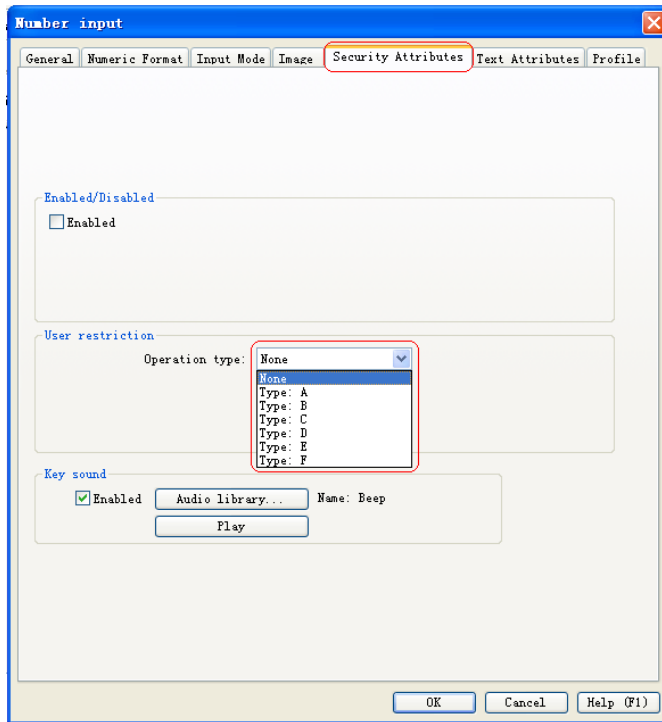 Number input
General Numeric Format Input Mode Image Security Attributes Text Attributes Profile
Enabled/Disabled
Enabled
User restriction
Operation type: None
None
Type: A
Type: B
Type: C
Type: D
Type: E
Type: F
Key sound
Enabled Audio library... Name: Beep
Play
OK Cancel Help (F1)